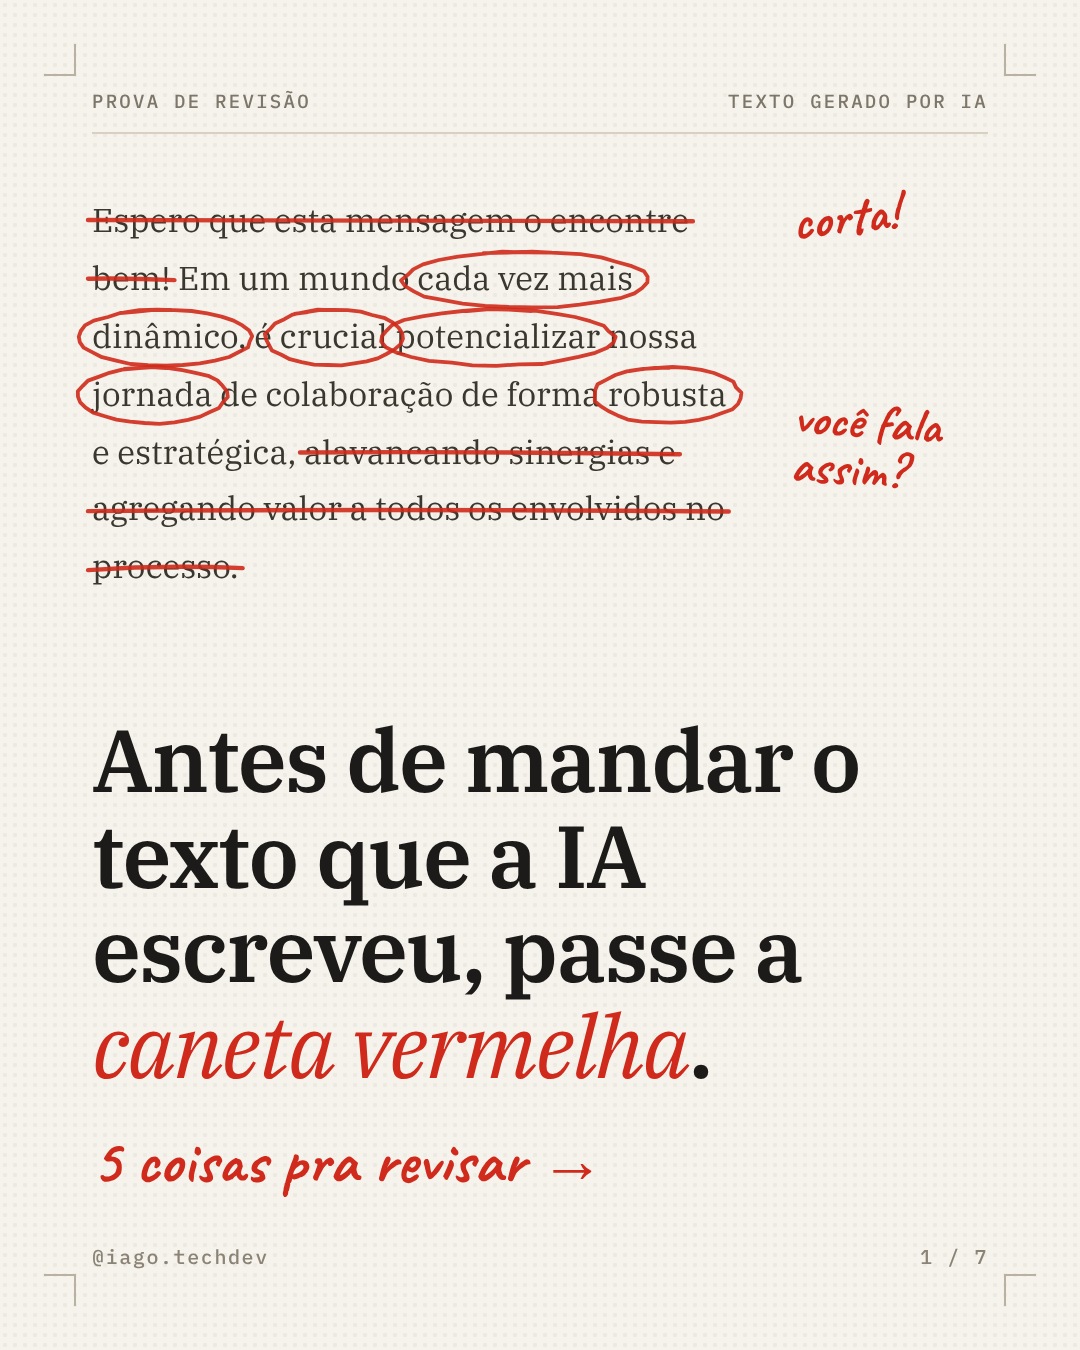 PROVA DE REVISÃO
TEXTO GERADO POR IA
Espero que esta mensagem o encontre
bem! Em um mundo cada vez mais
dinâmico, é crucial potencializar nossa
jornada de colaboração de forma robusta
e estratégica, alavancando sinergias e
agregando valor a todos os envolvidos no
processo.
corta!
você fala
assim?
Antes de mandar o
texto que a IA
escreveu, passe a
caneta vermelha.
5 coisas pra revisar →
@iago.techdev
1 / 7